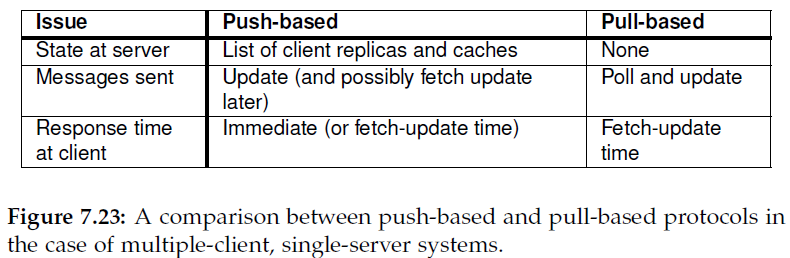 Issue Push-based Pull-based
State at server List of client replicas and caches None
Messages sent Update (and possibly fetch update Poll and update
later)
Response time Immediate (or fetch-update time) Fetch-update
at client time
Figure 7.23: A comparison between push-based and pull-based protocols in
the case of multiple-client, single-server systems.